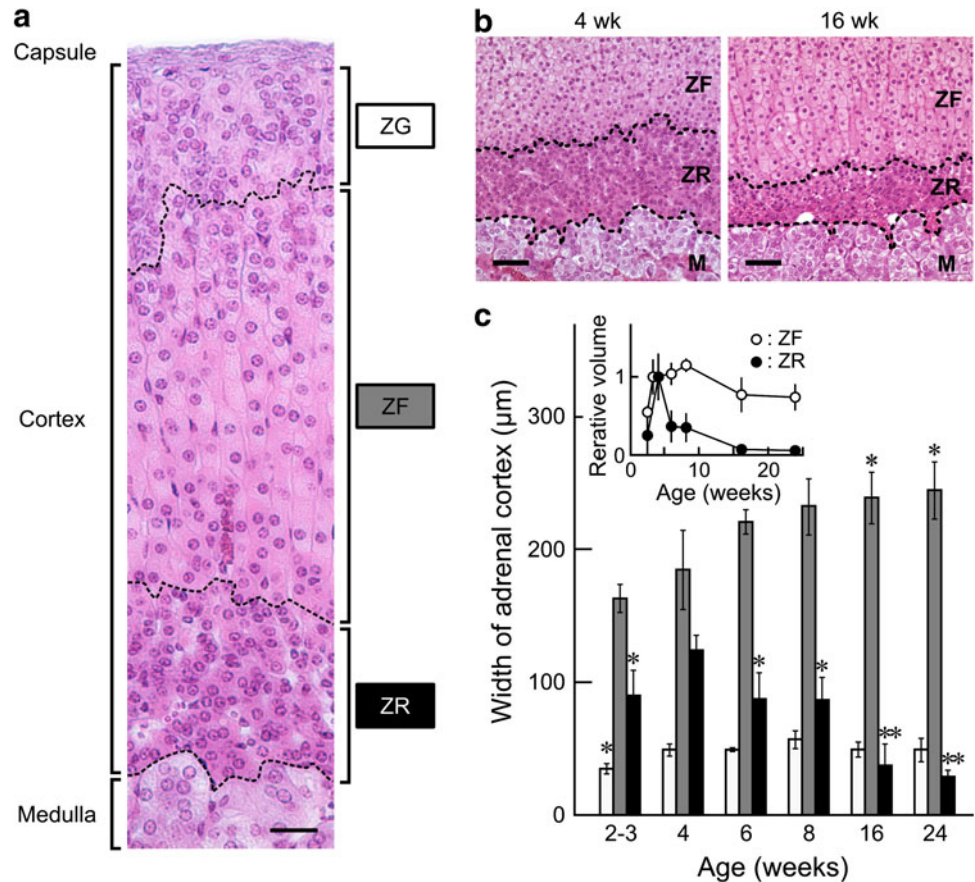 a
Capsule
ZG
Cortex
ZF
ZR
Medulla
b
4 wk
16 wk
ZF
ZF
ZR
ZR
M
M
c
Width of adrenal cortex (µm)
300
200
100
0
2-3
4
6
8
16
24
Age (weeks)
Rerative volume
1
0
0
10
20
Age (weeks)
: ZF
: ZR
*
*
*
*
*
**
*
**